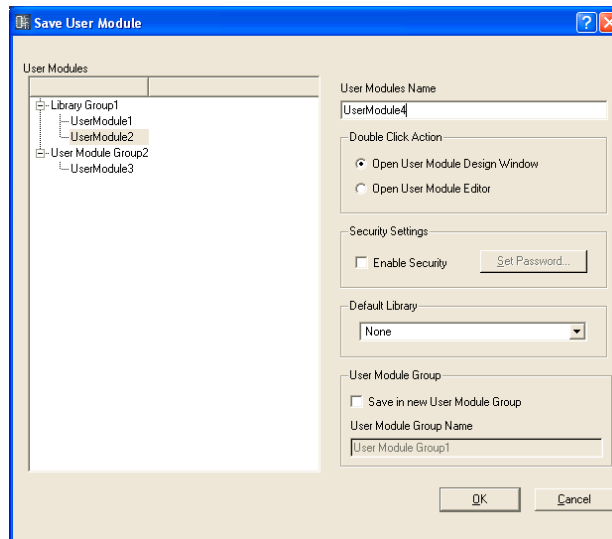 Save User Module
User Modules
Library Group1
UserModule1
UserModule2
User Module Group2
UserModule3
User Modules Name
UserModule4
Double Click Action
Open User Module Design Window
Open User Module Editor
Security Settings
Enable Security
Set Password...
Default Library
None
User Module Group
Save in new User Module Group
User Module Group Name
User Module Group1
OK
Cancel